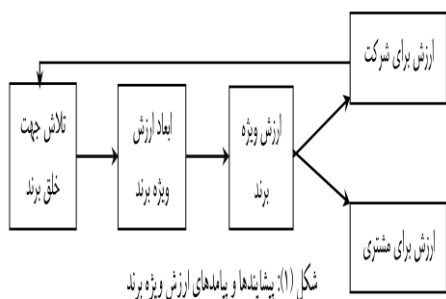 ارزش برای شرکت
تلاش جهت
خلق برند
ابعاد ارزش
ویژه برند
ارزش ویژه
برند
ارزش برای مشتری
شکل (۱): پیشایندها و پیامدهای ارزش ویژه برند